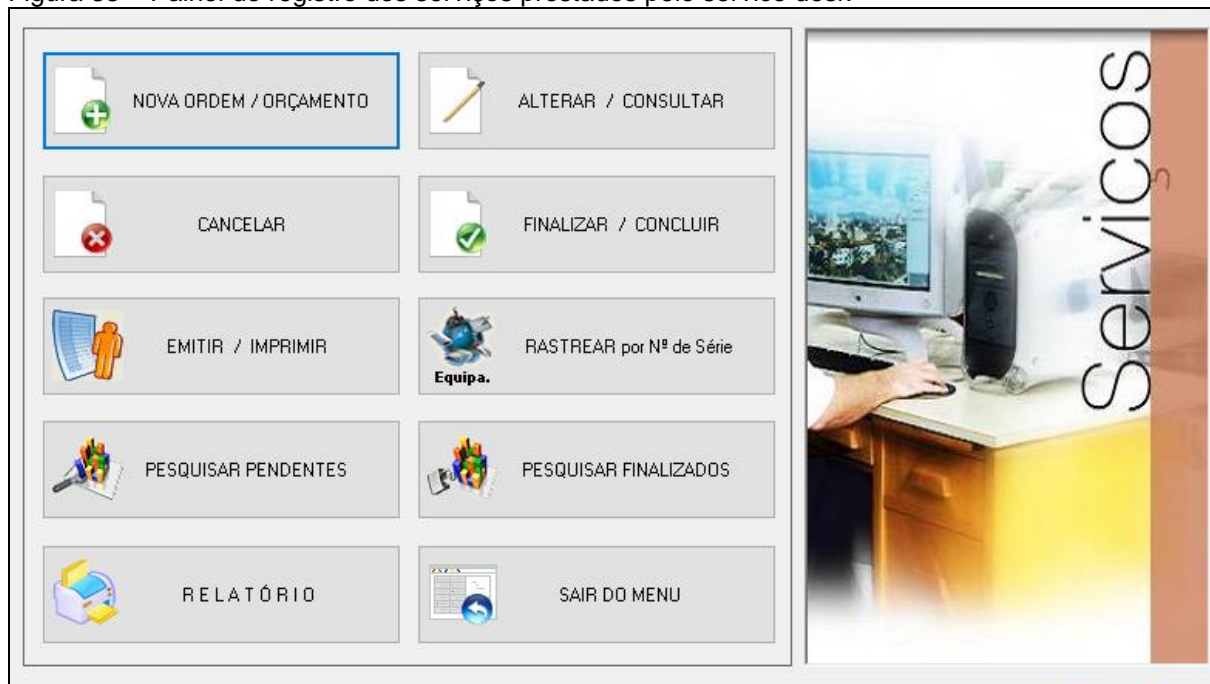 NOVA ORDEM / ORÇAMENTO
ALTERAR / CONSULTAR
CANCELAR
FINALIZAR / CONCLUIR
EMITIR / IMPRIMIR
Equipa.
RASTREAR por Nº de Série
PESQUISAR PENDENTES
PESQUISAR FINALIZADOS
RELATÓRIO
SAIR DO MENU
Serviços